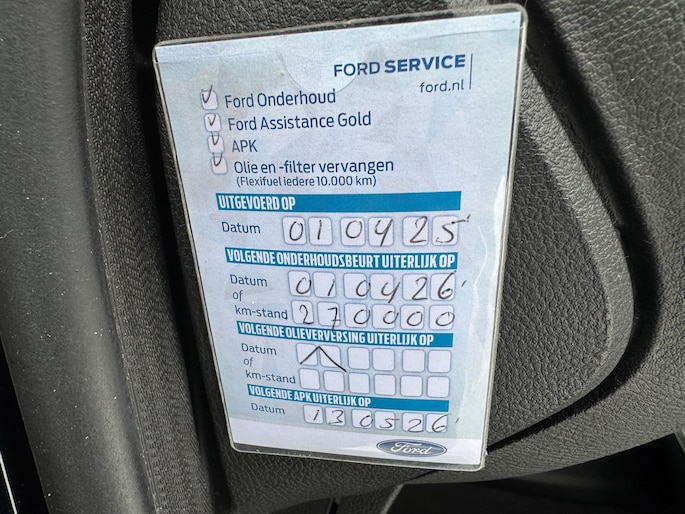 FORD SERVICE
ford.nl
Ford Onderhoud
Ford Assistance Gold
APK
Olie en -filter vervangen
(Flexifuel iedere 10.000 km)
UITGEVOERD OP
Datum 010425
VOLGENDE ONDERHOUDSBEURT UITERLIJK OP
Datum 010426
of
km-stand 270000
VOLGENDE OLIEVERVERSING UITERLIJK OP
Datum
of
km-stand
VOLGENDE APK UITERLIJK OP
Datum 130526
Ford